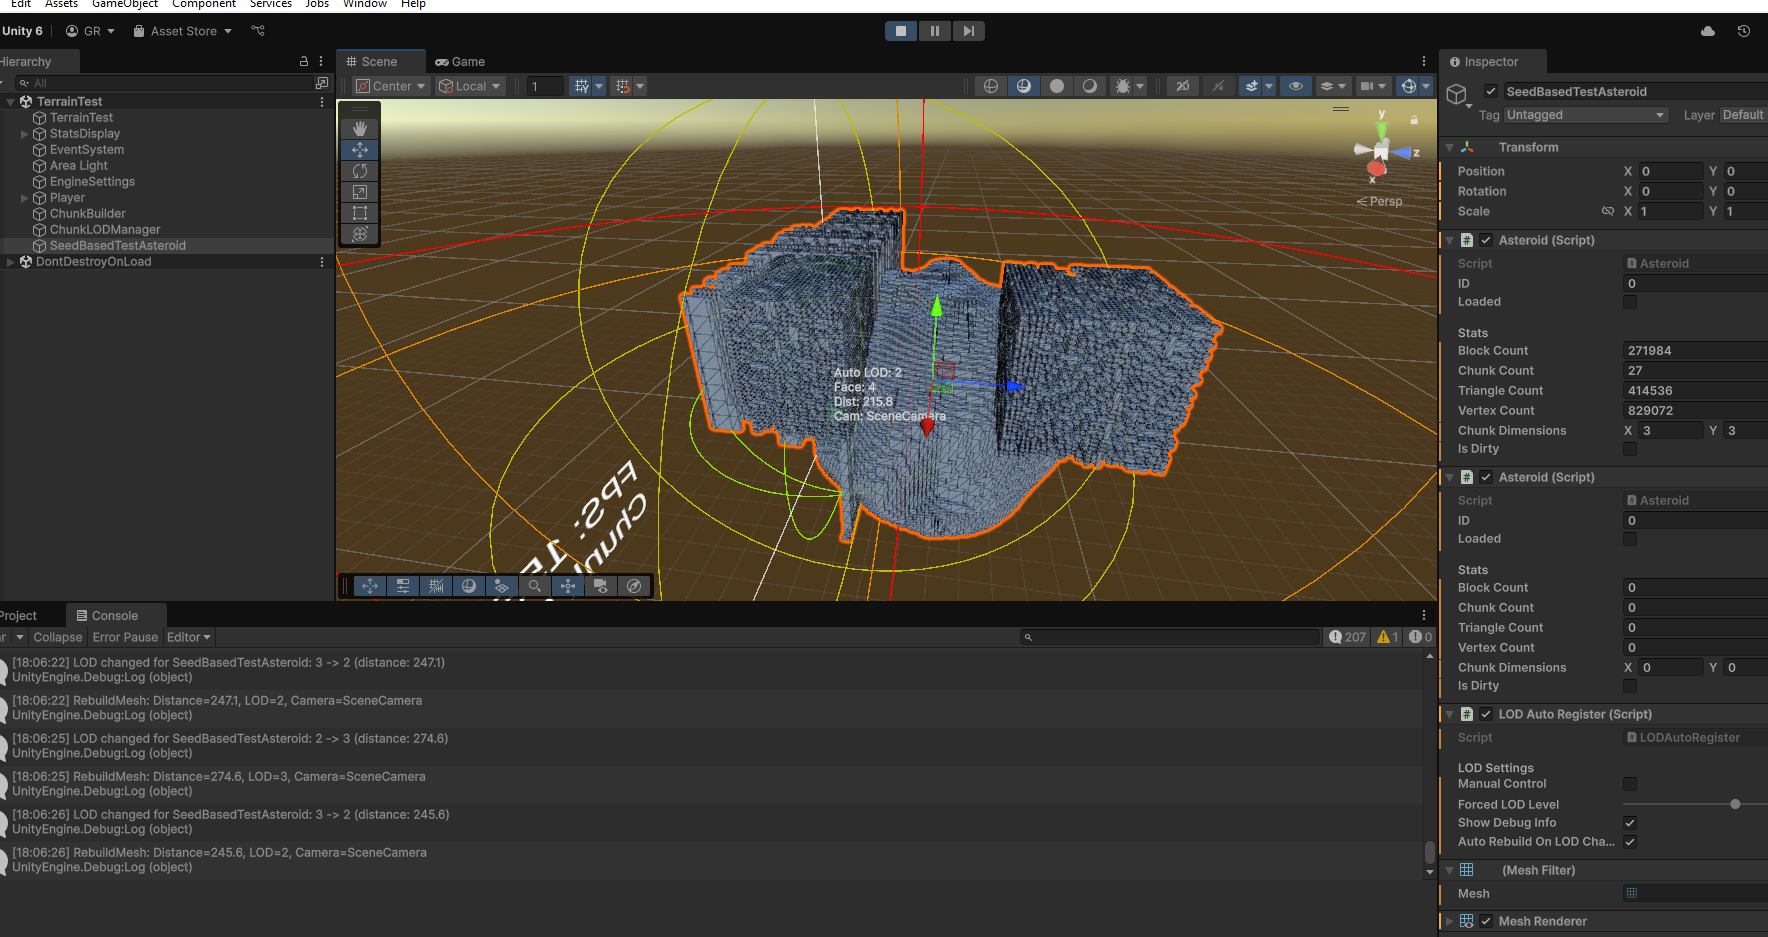 Edit Assets GameObject Component Services Jobs Window Help
Unity 6 GR Asset Store
Hierarchy
All
TerrainTest
TerrainTest
StatsDisplay
EventSystem
Area Light
EngineSettings
Player
ChunkBuilder
ChunkLODManager
SeedBasedTestAsteroid
DontDestroyOnLoad
Scene Game
Center Local 1 2D
y
z
x
Persp
Auto LOD: 2
Face: 4
Dist: 215.8
Cam: SceneCamera
FPS:
Project Console
Collapse Error Pause Editor
207 1 0
[18:06:22] LOD changed for SeedBasedTestAsteroid: 3 -> 2 (distance: 247.1)
UnityEngine.Debug:Log (object)
[18:06:22] RebuildMesh: Distance=247.1, LOD=2, Camera=SceneCamera
UnityEngine.Debug:Log (object)
[18:06:25] LOD changed for SeedBasedTestAsteroid: 2 -> 3 (distance: 274.6)
UnityEngine.Debug:Log (object)
[18:06:25] RebuildMesh: Distance=274.6, LOD=3, Camera=SceneCamera
UnityEngine.Debug:Log (object)
[18:06:26] LOD changed for SeedBasedTestAsteroid: 3 -> 2 (distance: 245.6)
UnityEngine.Debug:Log (object)
[18:06:26] RebuildMesh: Distance=245.6, LOD=2, Camera=SceneCamera
UnityEngine.Debug:Log (object)
Inspector
SeedBasedTestAsteroid
Tag Untagged Layer Default
Transform
Position X 0 Y 0
Rotation X 0 Y 0
Scale X 1 Y 1
Asteroid (Script)
Script Asteroid
ID 0
Loaded
Stats
Block Count 271984
Chunk Count 27
Triangle Count 414536
Vertex Count 829072
Chunk Dimensions X 3 Y 3
Is Dirty
Asteroid (Script)
Script Asteroid
ID 0
Loaded
Stats
Block Count 0
Chunk Count 0
Triangle Count 0
Vertex Count 0
Chunk Dimensions X 0 Y 0
Is Dirty
LOD Auto Register (Script)
Script LODAutoRegister
LOD Settings
Manual Control
Forced LOD Level
Show Debug Info
Auto Rebuild On LOD Cha...
(Mesh Filter)
Mesh
Mesh Renderer